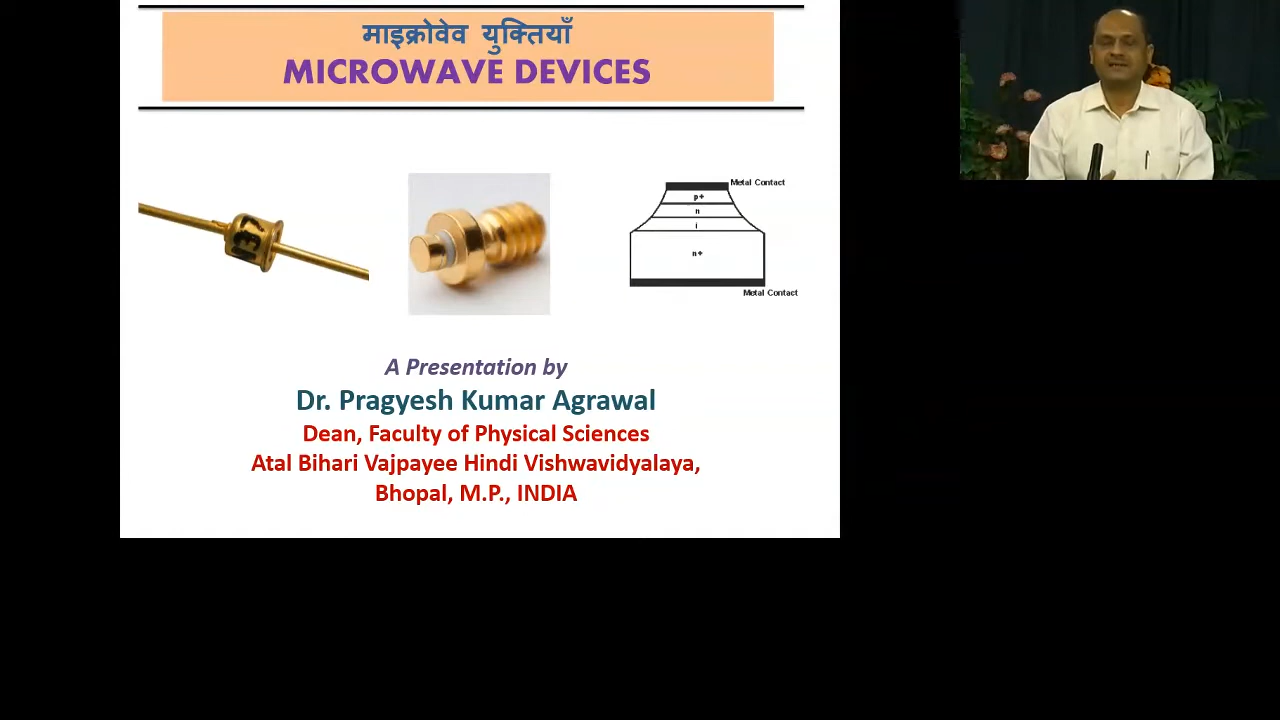 माइक्रोवेव युक्तियाँ
MICROWAVE DEVICES
Metal Contact
p+
n
i
n+
Metal Contact
A Presentation by
Dr. Pragyesh Kumar Agrawal
Dean, Faculty of Physical Sciences
Atal Bihari Vajpayee Hindi Vishwavidyalaya,
Bhopal, M.P., INDIA